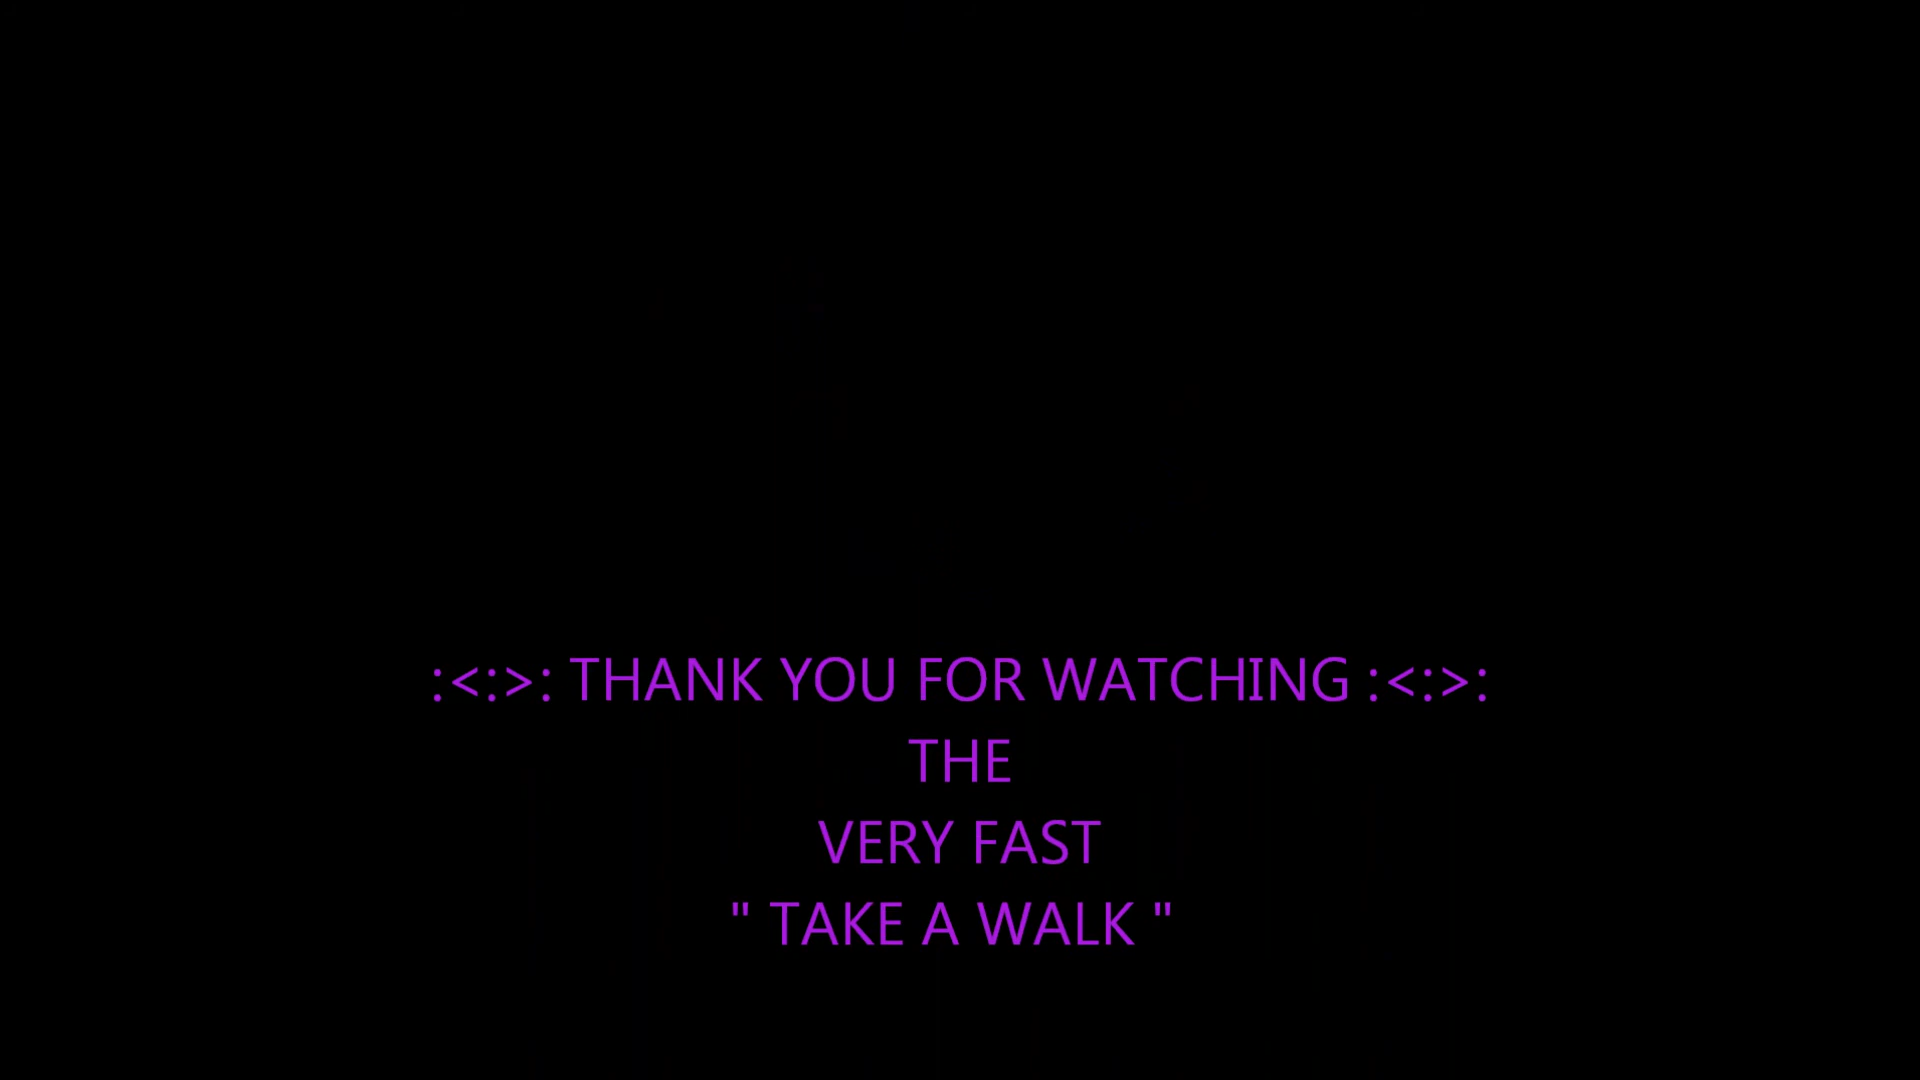 :<:>: THANK YOU FOR WATCHING :<:>:
THE
VERY FAST
" TAKE A WALK "